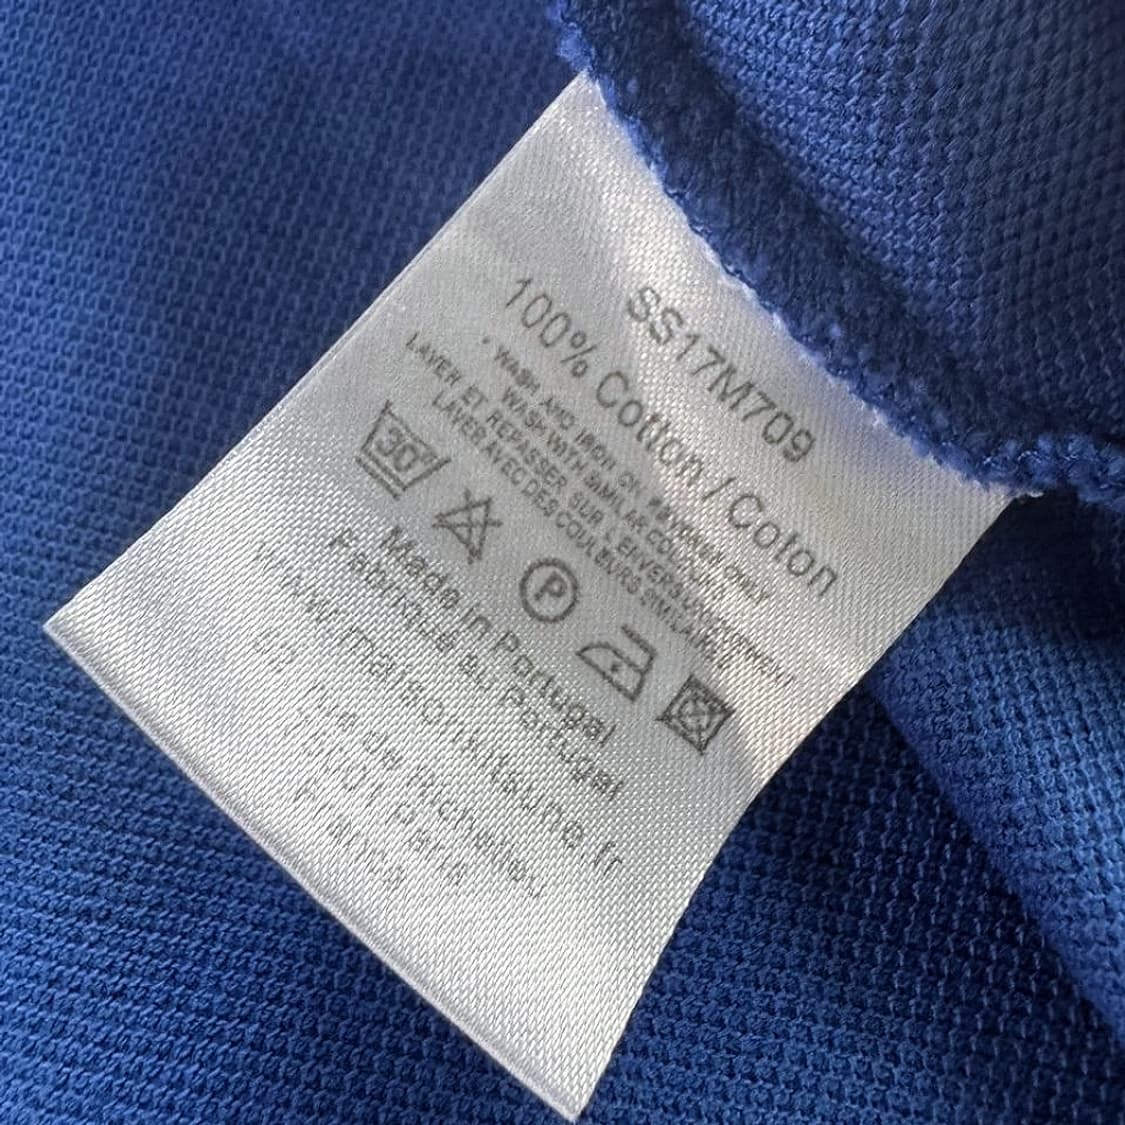 SS17M709
100% Cotton / Coton
* WASH AND IRON ON REVERSE ONLY
WASH WITH SIMILAR COLOURS
LAVER ET REPASSER SUR L'ENVERS UNIQUEMENT
LAVER AVEC DES COULEURS SIMILAIRES
30°
P
Made in Portugal
Fabriqué au Portugal
www.maisonkitsune.fr
rue de Richelieu
75001 Paris